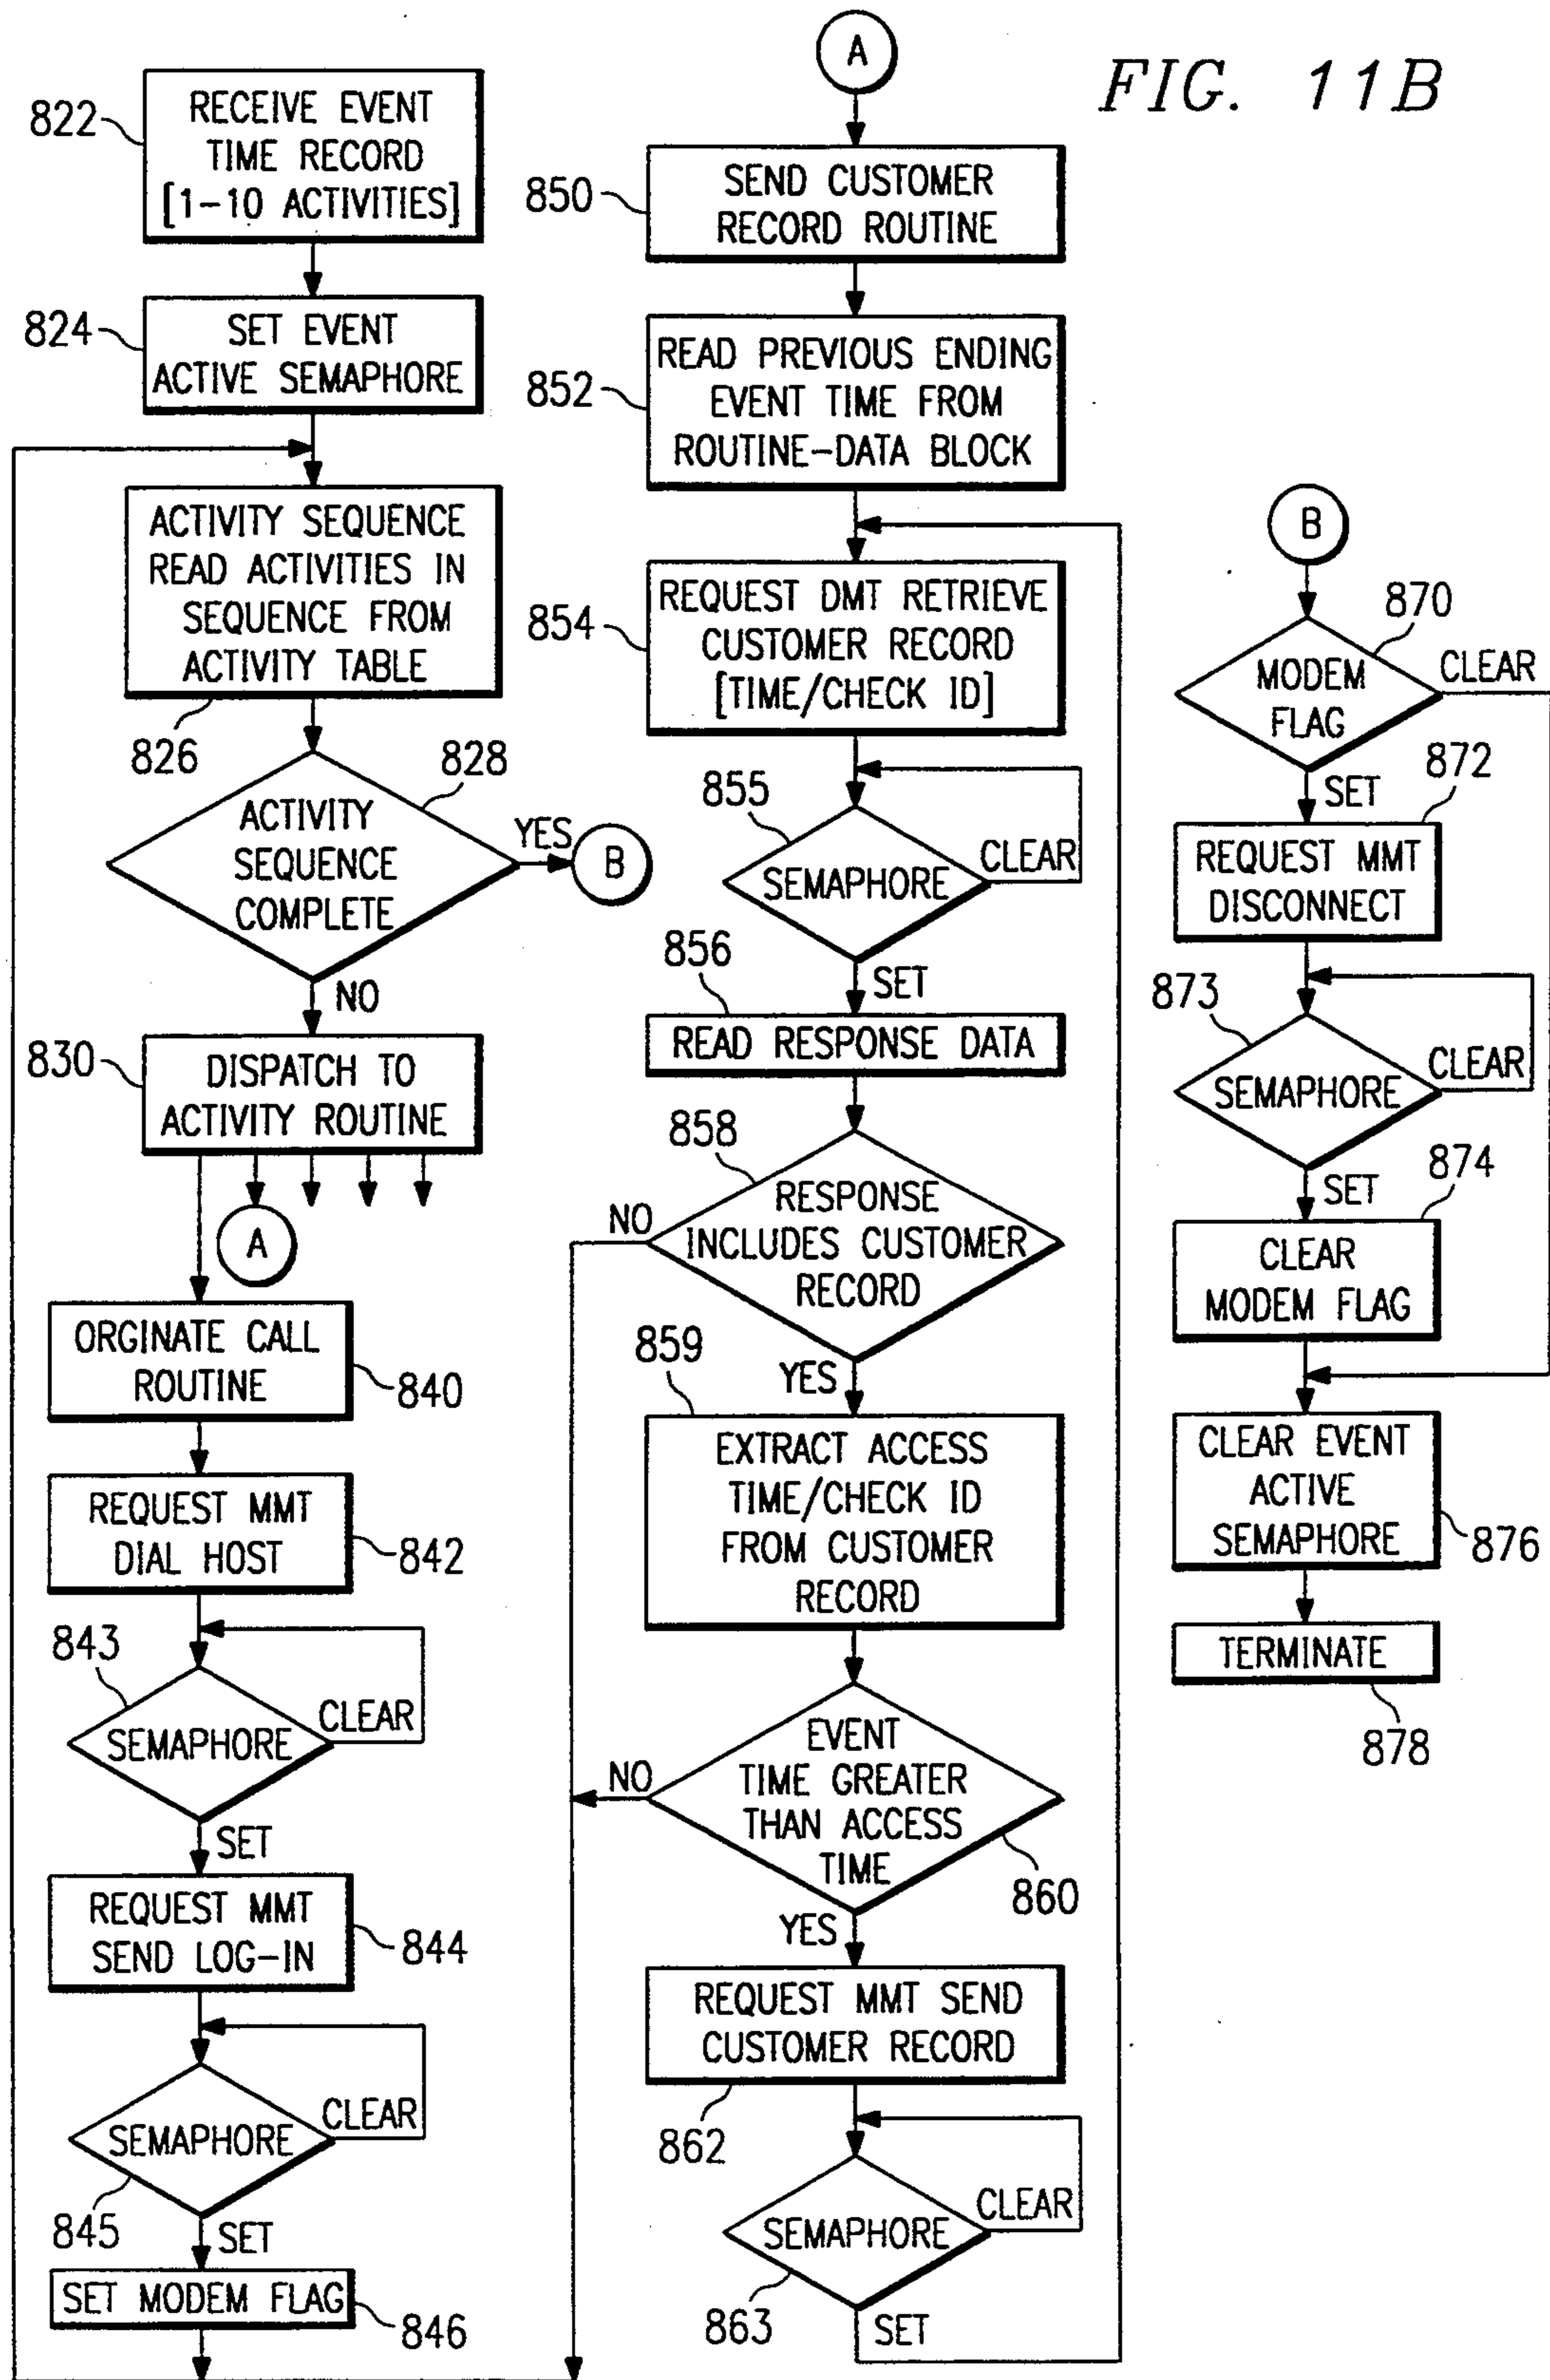 FIG. 11B
822
RECEIVE EVENT
TIME RECORD
[1-10 ACTIVITIES]
824
SET EVENT
ACTIVE SEMAPHORE
ACTIVITY SEQUENCE
READ ACTIVITIES IN
SEQUENCE FROM
ACTIVITY TABLE
826
828
ACTIVITY
SEQUENCE
COMPLETE
YES
B
NO
830
DISPATCH TO
ACTIVITY ROUTINE
A
ORGINATE CALL
ROUTINE
840
REQUEST MMT
DIAL HOST
842
843
SEMAPHORE
CLEAR
SET
REQUEST MMT
SEND LOG-IN
844
SEMAPHORE
CLEAR
845
SET
SET MODEM FLAG
846
A
850
SEND CUSTOMER
RECORD ROUTINE
852
READ PREVIOUS ENDING
EVENT TIME FROM
ROUTINE-DATA BLOCK
854
REQUEST DMT RETRIEVE
CUSTOMER RECORD
[TIME/CHECK ID]
855
SEMAPHORE
CLEAR
SET
856
READ RESPONSE DATA
858
RESPONSE
INCLUDES CUSTOMER
RECORD
NO
YES
859
EXTRACT ACCESS
TIME/CHECK ID
FROM CUSTOMER
RECORD
EVENT
TIME GREATER
THAN ACCESS
TIME
NO
860
YES
REQUEST MMT SEND
CUSTOMER RECORD
862
SEMAPHORE
CLEAR
863
SET
B
870
MODEM
FLAG
CLEAR
SET
872
REQUEST MMT
DISCONNECT
873
SEMAPHORE
CLEAR
SET
874
CLEAR
MODEM FLAG
CLEAR EVENT
ACTIVE
SEMAPHORE
876
TERMINATE
878